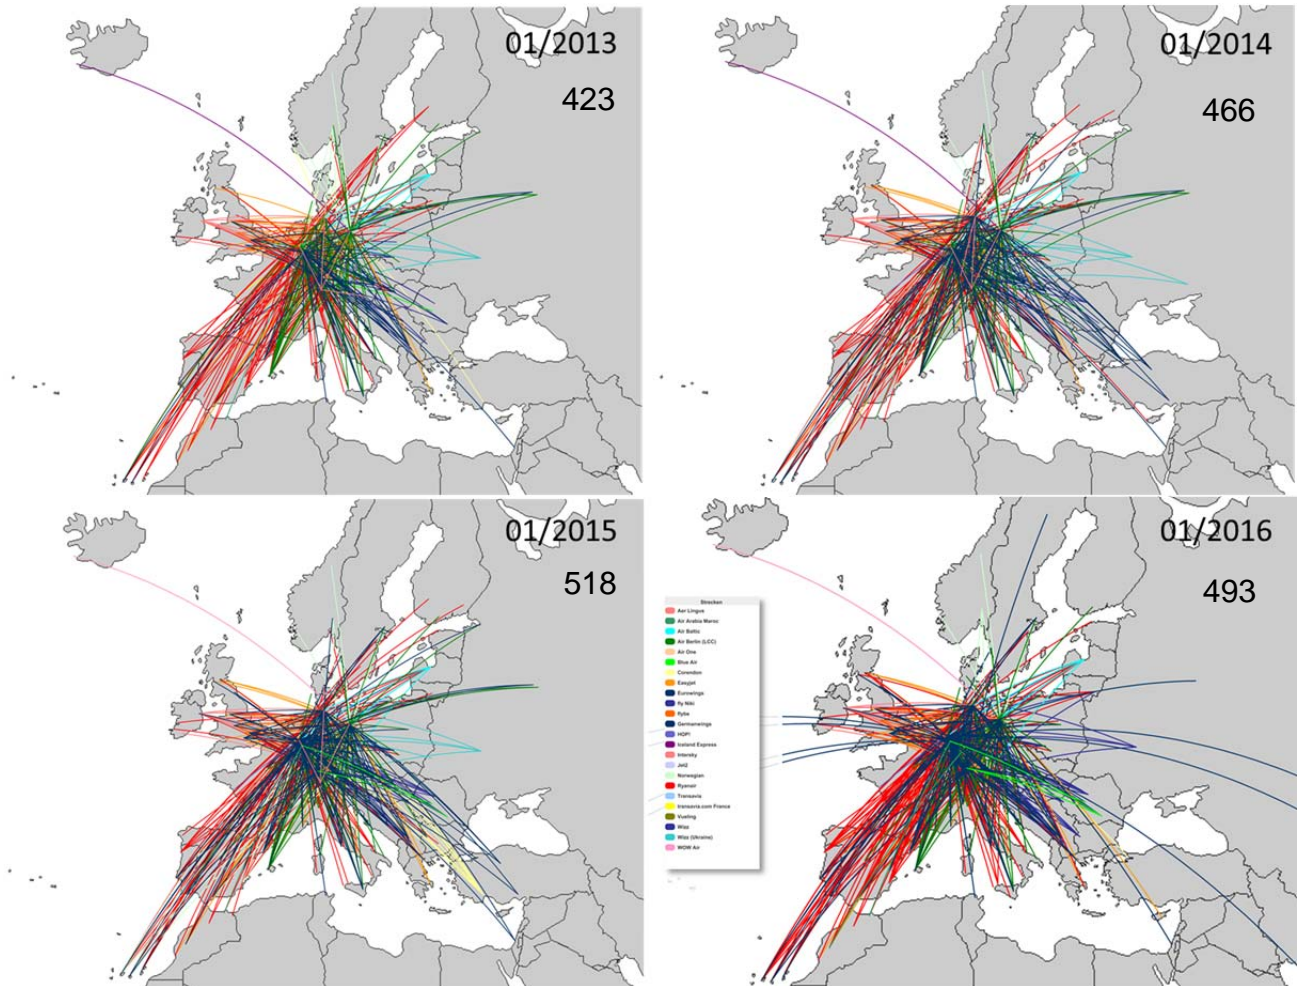 01/2013
423
01/2014
466
01/2015
518
01/2016
493
Strecken
Aer Lingus
Air Arabia Maroc
Air Baltic
Air Berlin (LCC)
Air One
Blue Air
Corendon
Easyjet
Eurowings
fly Niki
flybe
Germanwings
HOP!
Iceland Express
Intersky
Jet2
Norwegian
Ryanair
Transavia
transavia.com France
Vueling
Wizz
Wizz (Ukraine)
WOW Air